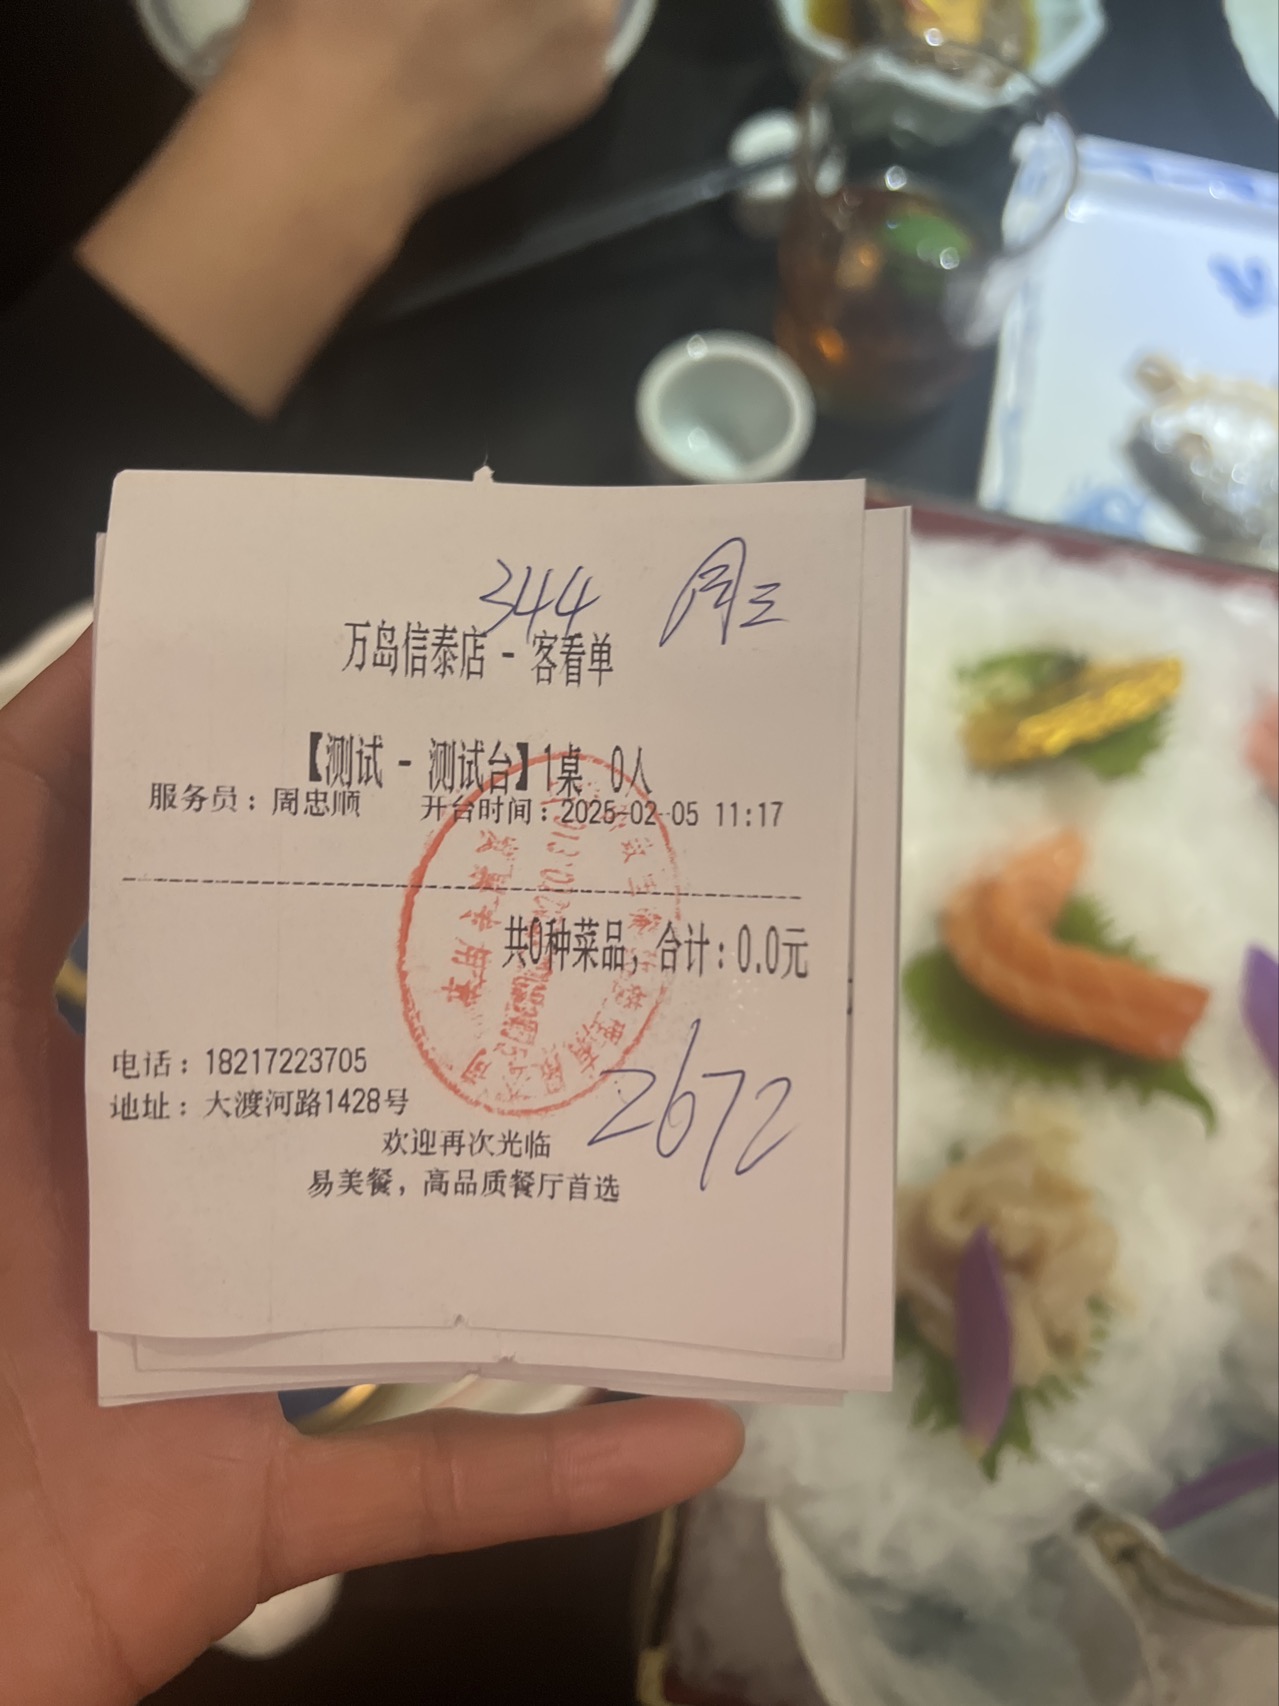 344 周三
万岛信泰店 - 客看单
【测试 - 测试台】1桌 0人
服务员：周忠顺 开台时间：2025-02-05 11:17
共0种菜品，合计：0.0元
2672
电话：18217223705
地址：大渡河路1428号
欢迎再次光临
易美餐，高品质餐厅首选